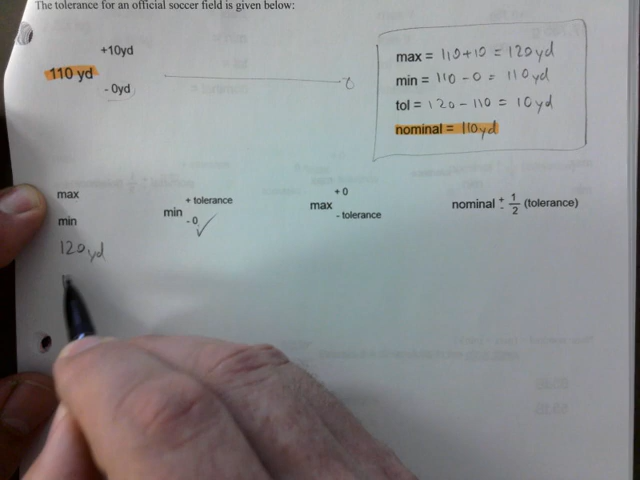 The tolerance for an official soccer field is given below:
+10yd
110 yd
- 0yd
max = 110+10 = 120yd
min = 110 - 0 = 110yd
tol = 120 - 110 = 10yd
nominal = 110yd
max
min
+ tolerance
min
- 0 ✓
+ 0
max
- tolerance
nominal ± 1/2 (tolerance)
120yd